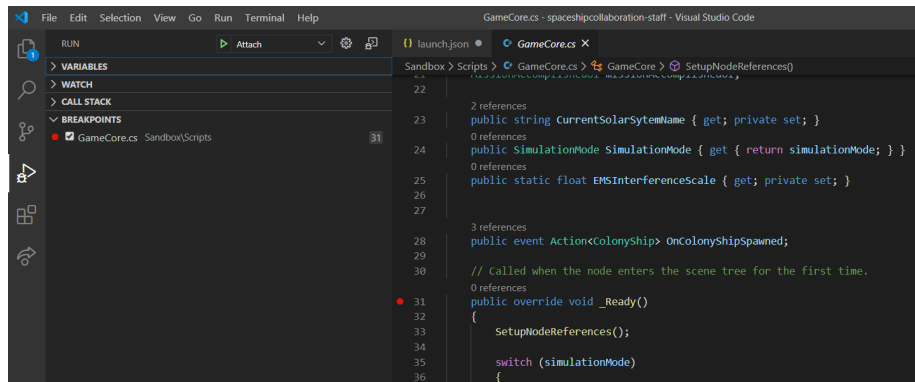 File Edit Selection View Go Run Terminal Help
GameCore.cs - spaceshipcollaboration-staff - Visual Studio Code
1
RUN
Attach
VARIABLES
WATCH
CALL STACK
BREAKPOINTS
GameCore.cs Sandbox\Scripts 31
{} launch.json
C# GameCore.cs
Sandbox > Scripts > C# GameCore.cs > GameCore > SetupNodeReferences()
21
22
2 references
23 public string CurrentSolarSytemName { get; private set; }
0 references
24 public SimulationMode SimulationMode { get { return simulationMode; } }
0 references
25 public static float EMSInterferenceScale { get; private set; }
26
27
3 references
28 public event Action<ColonyShip> OnColonyShipSpawned;
29
30 // Called when the node enters the scene tree for the first time.
0 references
31 public override void _Ready()
32 {
33 SetupNodeReferences();
34
35 switch (simulationMode)
36 {